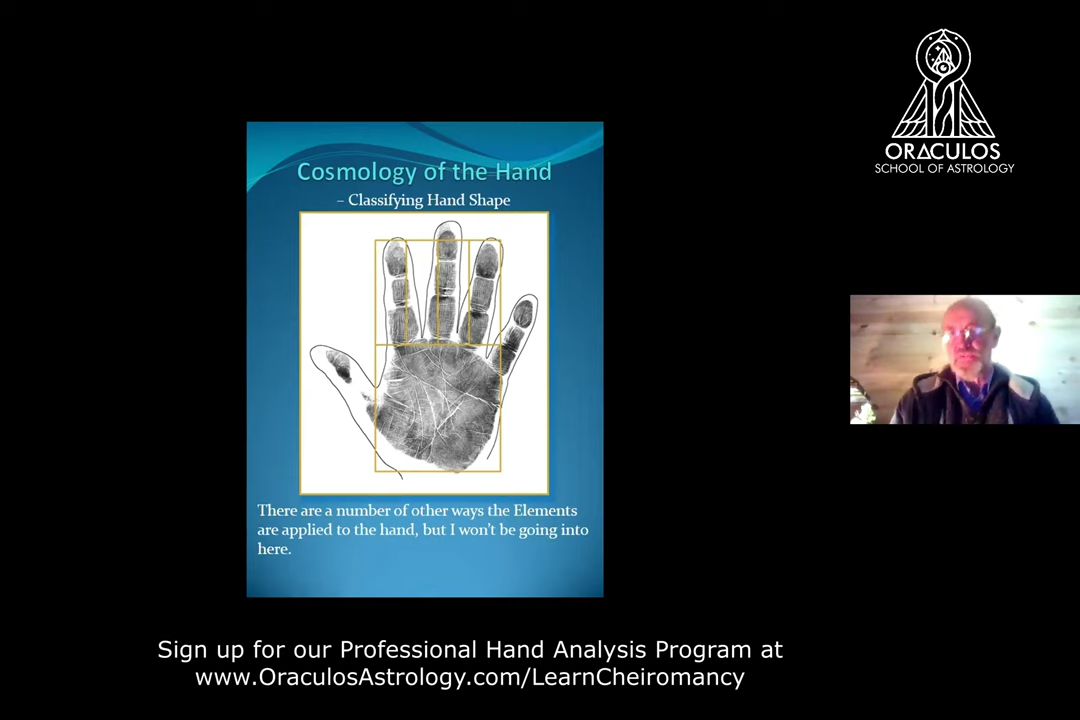 ORACULOS
SCHOOL OF ASTROLOGY
Cosmology of the Hand
– Classifying Hand Shape
There are a number of other ways the Elements
are applied to the hand, but I won't be going into
here.
Sign up for our Professional Hand Analysis Program at
www.OraculosAstrology.com/LearnCheiromancy